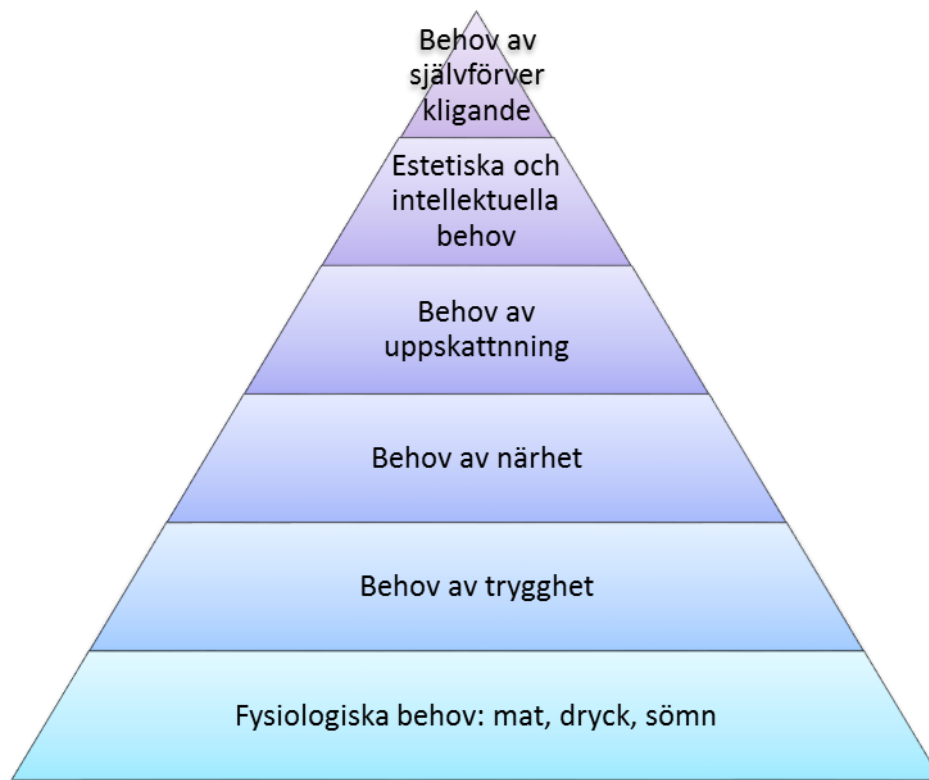 Behov av
självförver
kligande
Estetiska och
intellektuella
behov
Behov av
uppskattnning
Behov av närhet
Behov av trygghet
Fysiologiska behov: mat, dryck, sömn